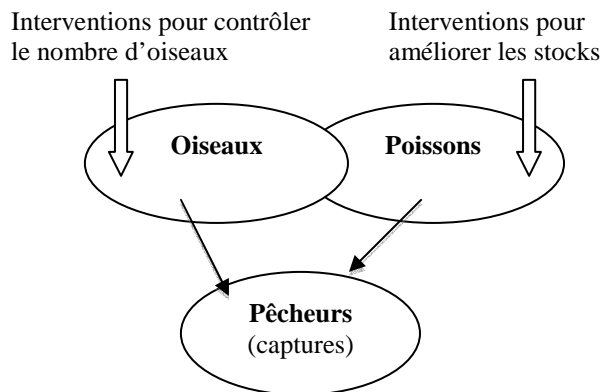 Interventions pour contrôler
le nombre d’oiseaux
Interventions pour
améliorer les stocks
Oiseaux
Poissons
Pêcheurs
(captures)